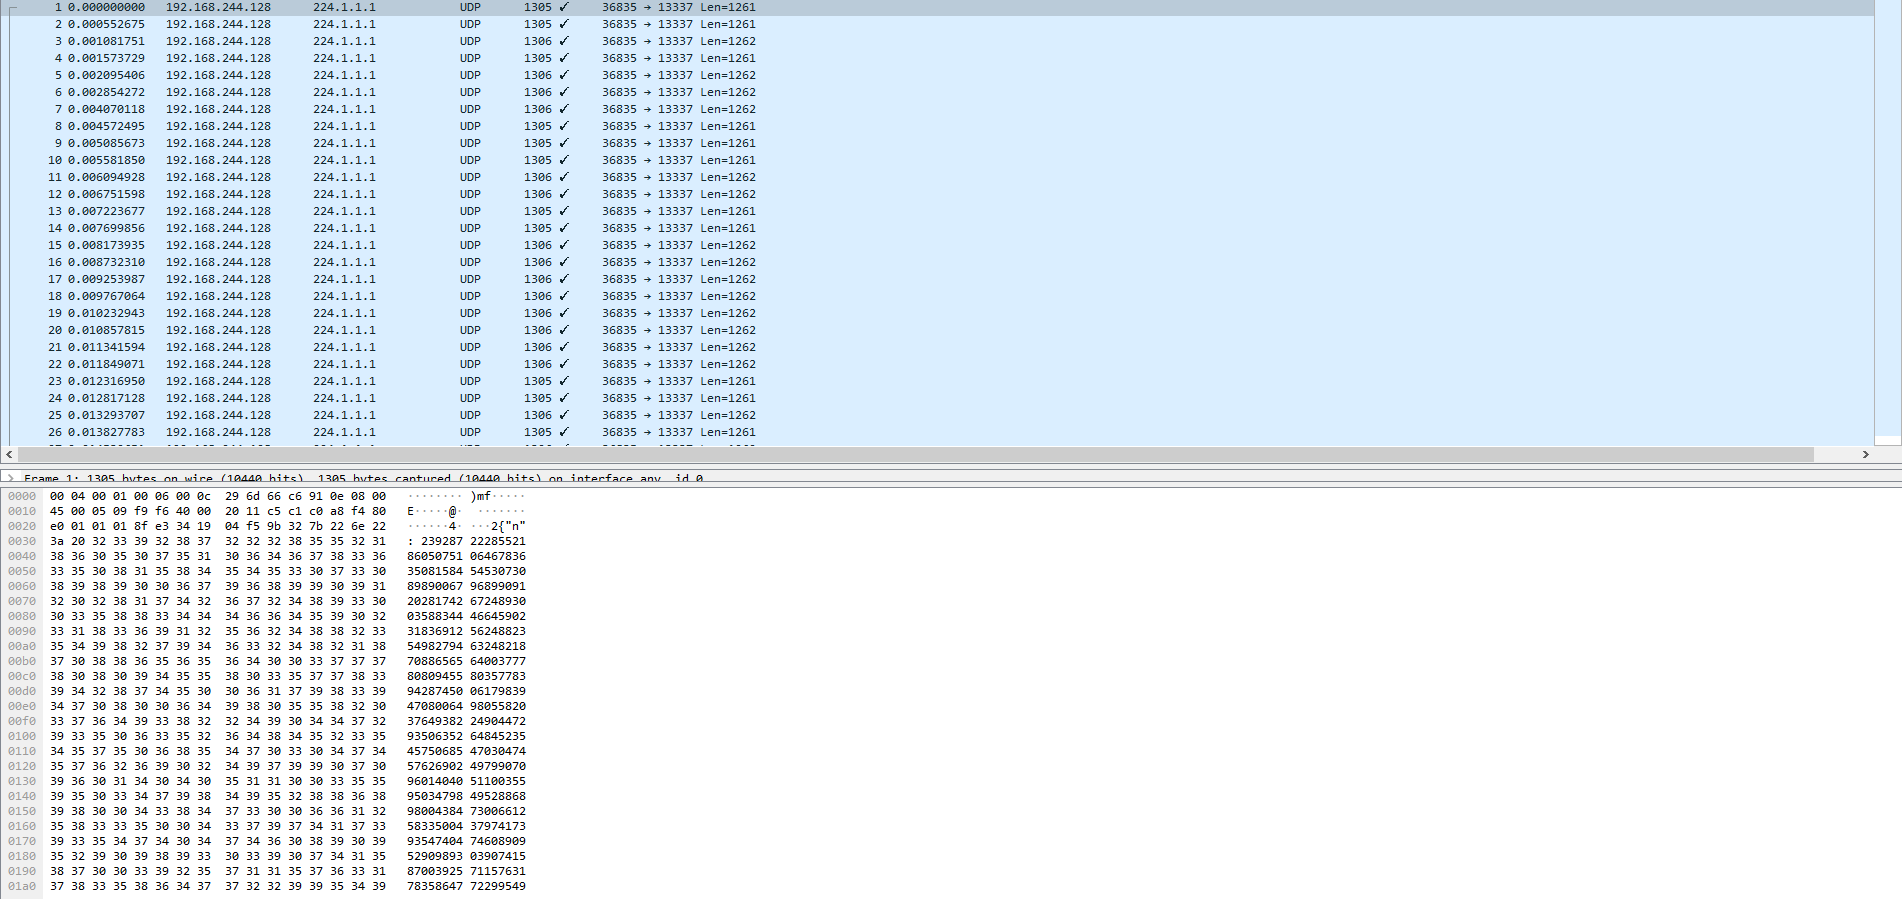 1 0.000000000 192.168.244.128 224.1.1.1 UDP 1305 ✓ 36835 → 13337 Len=1261
2 0.000552675 192.168.244.128 224.1.1.1 UDP 1305 ✓ 36835 → 13337 Len=1261
3 0.001081751 192.168.244.128 224.1.1.1 UDP 1306 ✓ 36835 → 13337 Len=1262
4 0.001573729 192.168.244.128 224.1.1.1 UDP 1305 ✓ 36835 → 13337 Len=1261
5 0.002095406 192.168.244.128 224.1.1.1 UDP 1306 ✓ 36835 → 13337 Len=1262
6 0.002854272 192.168.244.128 224.1.1.1 UDP 1306 ✓ 36835 → 13337 Len=1262
7 0.004070118 192.168.244.128 224.1.1.1 UDP 1306 ✓ 36835 → 13337 Len=1262
8 0.004572495 192.168.244.128 224.1.1.1 UDP 1305 ✓ 36835 → 13337 Len=1261
9 0.005085673 192.168.244.128 224.1.1.1 UDP 1305 ✓ 36835 → 13337 Len=1261
10 0.005581850 192.168.244.128 224.1.1.1 UDP 1305 ✓ 36835 → 13337 Len=1261
11 0.006094928 192.168.244.128 224.1.1.1 UDP 1306 ✓ 36835 → 13337 Len=1262
12 0.006751598 192.168.244.128 224.1.1.1 UDP 1306 ✓ 36835 → 13337 Len=1262
13 0.007223677 192.168.244.128 224.1.1.1 UDP 1305 ✓ 36835 → 13337 Len=1261
14 0.007699856 192.168.244.128 224.1.1.1 UDP 1305 ✓ 36835 → 13337 Len=1261
15 0.008173935 192.168.244.128 224.1.1.1 UDP 1306 ✓ 36835 → 13337 Len=1262
16 0.008732310 192.168.244.128 224.1.1.1 UDP 1306 ✓ 36835 → 13337 Len=1262
17 0.009253987 192.168.244.128 224.1.1.1 UDP 1306 ✓ 36835 → 13337 Len=1262
18 0.009767064 192.168.244.128 224.1.1.1 UDP 1306 ✓ 36835 → 13337 Len=1262
19 0.010232943 192.168.244.128 224.1.1.1 UDP 1306 ✓ 36835 → 13337 Len=1262
20 0.010857815 192.168.244.128 224.1.1.1 UDP 1306 ✓ 36835 → 13337 Len=1262
21 0.011341594 192.168.244.128 224.1.1.1 UDP 1306 ✓ 36835 → 13337 Len=1262
22 0.011849071 192.168.244.128 224.1.1.1 UDP 1306 ✓ 36835 → 13337 Len=1262
23 0.012316950 192.168.244.128 224.1.1.1 UDP 1305 ✓ 36835 → 13337 Len=1261
24 0.012817128 192.168.244.128 224.1.1.1 UDP 1305 ✓ 36835 → 13337 Len=1261
25 0.013293707 192.168.244.128 224.1.1.1 UDP 1306 ✓ 36835 → 13337 Len=1262
26 0.013827783 192.168.244.128 224.1.1.1 UDP 1305 ✓ 36835 → 13337 Len=1261
Frame 1: 1305 bytes on wire (10440 bits), 1305 bytes captured (10440 bits) on interface any, id 0
0000 00 04 00 01 00 06 00 0c 29 6d 66 c6 91 0e 08 00 ········ )mf·····
0010 45 00 05 09 f9 f6 40 00 20 11 c5 c1 c0 a8 f4 80 E·····@· ·······
0020 e0 01 01 01 8f e3 34 19 04 f5 9b 32 7b 22 6e 22 ······4· ···2{"n"
0030 3a 20 32 33 39 32 38 37 32 32 32 38 35 35 32 31 : 239287 22285521
0040 38 36 30 35 30 37 35 31 30 36 34 36 37 38 33 36 86050751 06467836
0050 33 35 30 38 31 35 38 34 35 34 35 33 30 37 33 30 35081584 54530730
0060 38 39 38 39 30 30 36 37 39 36 38 39 39 30 39 31 89890067 96899091
0070 32 30 32 38 31 37 34 32 36 37 32 34 38 39 33 30 20281742 67248930
0080 30 33 35 38 38 33 34 34 34 36 36 34 35 39 30 32 03588344 46645902
0090 33 31 38 33 36 39 31 32 35 36 32 34 38 38 32 33 31836912 56248823
00a0 35 34 39 38 32 37 39 34 36 33 32 34 38 32 31 38 54982794 63248218
00b0 37 30 38 38 36 35 36 35 36 34 30 30 33 37 37 37 70886565 64003777
00c0 38 30 38 30 39 34 35 35 38 30 33 35 37 37 38 33 80809455 80357783
00d0 39 34 32 38 37 34 35 30 30 36 31 37 39 38 33 39 94287450 06179839
00e0 34 37 30 38 30 30 36 34 39 38 30 35 35 38 32 30 47080064 98055820
00f0 33 37 36 34 39 33 38 32 32 34 39 30 34 34 37 32 37649382 24904472
0100 39 33 35 30 36 33 35 32 36 34 38 34 35 32 33 35 93506352 64845235
0110 34 35 37 35 30 36 38 35 34 37 30 33 30 34 37 34 45750685 47030474
0120 35 37 36 32 36 39 30 32 34 39 37 39 39 30 37 30 57626902 49799070
0130 39 36 30 31 34 30 34 30 35 31 31 30 30 33 35 35 96014040 51100355
0140 39 35 30 33 34 37 39 38 34 39 35 32 38 38 36 38 95034798 49528868
0150 39 38 30 30 34 33 38 34 37 33 30 30 36 36 31 32 98004384 73006612
0160 35 38 33 33 35 30 30 34 33 37 39 37 34 31 37 33 58335004 37974173
0170 39 33 35 34 37 34 30 34 37 34 36 30 38 39 30 39 93547404 74608909
0180 35 32 39 30 39 38 39 33 30 33 39 30 37 34 31 35 52909893 03907415
0190 38 37 30 30 33 39 32 35 37 31 31 35 37 36 33 31 87003925 71157631
01a0 37 38 33 35 38 36 34 37 37 32 32 39 39 35 34 39 78358647 72299549